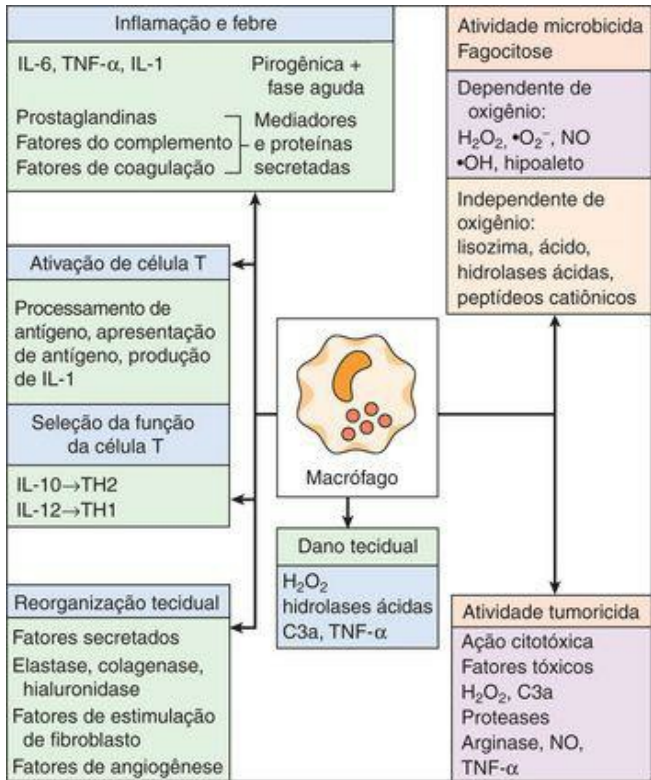 Inflamação e febre
IL-6, TNF-α, IL-1
Pirogênica +
fase aguda
Prostaglandinas
Fatores do complemento
Fatores de coagulação
Mediadores
e proteínas
secretadas
Atividade microbicida
Fagocitose
Dependente de
oxigênio:
H₂O₂, •O₂⁻, NO
•OH, hipoaleto
Independente de
oxigênio:
lisozima, ácido,
hidrolases ácidas,
peptídeos catiônicos
Ativação de célula T
Processamento de
antígeno, apresentação
de antígeno, produção
de IL-1
Seleção da função
da célula T
IL-10→TH2
IL-12→TH1
Macrófago
Dano tecidual
H₂O₂
hidrolases ácidas
C3a, TNF-α
Reorganização tecidual
Fatores secretados
Elastase, colagenase,
hialuronidase
Fatores de estimulação
de fibroblasto
Fatores de angiogênese
Atividade tumoricida
Ação citotóxica
Fatores tóxicos
H₂O₂, C3a
Proteases
Arginase, NO,
TNF-α